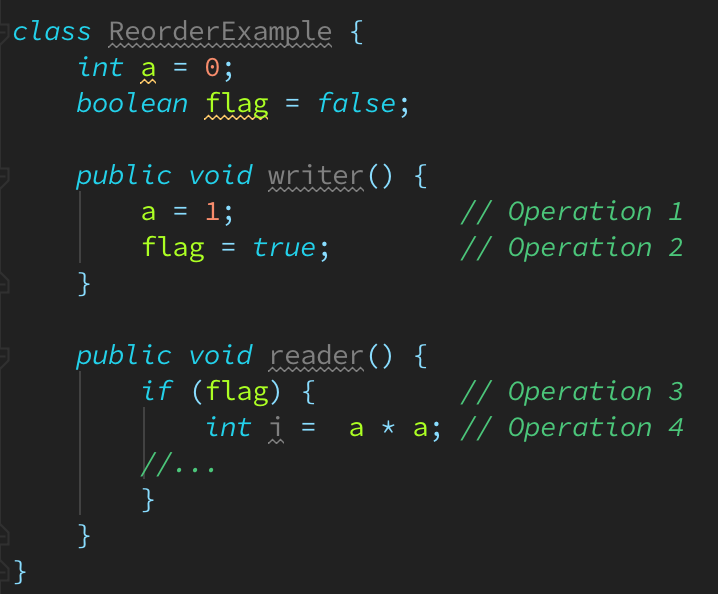 class ReorderExample {
    int a = 0;
    boolean flag = false;

    public void writer() {
        a = 1;              // Operation 1
        flag = true;        // Operation 2
    }

    public void reader() {
        if (flag) {         // Operation 3
            int i =  a * a; // Operation 4
        //...
        }
    }
}